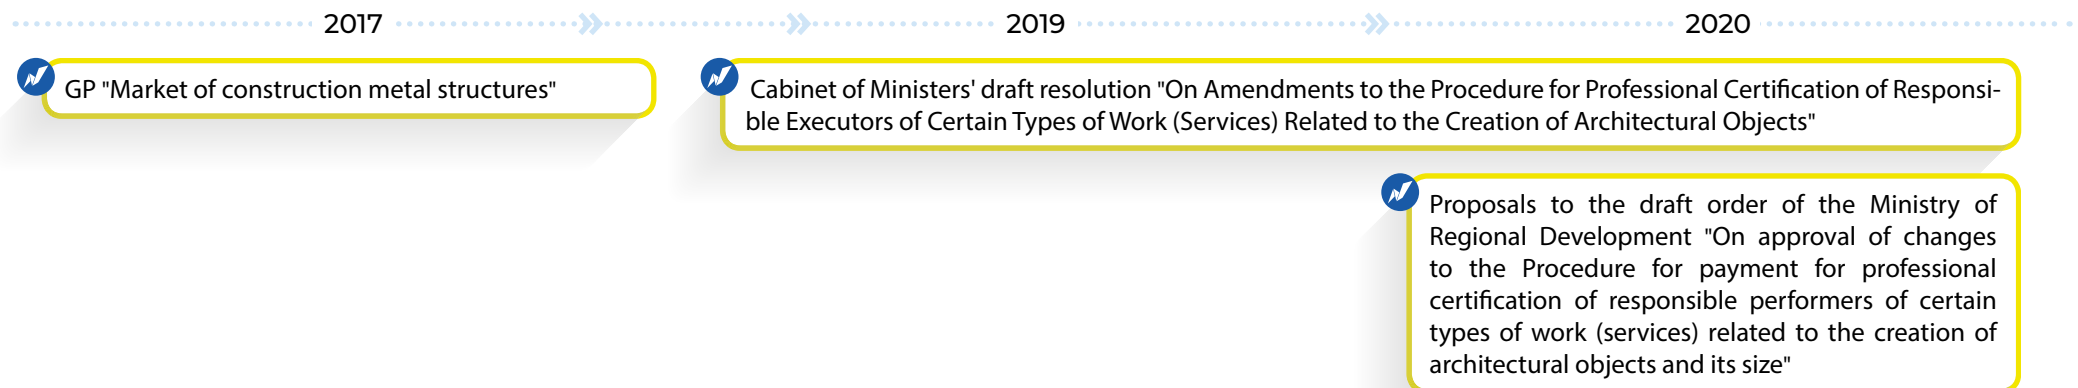 2017
2019
2020
GP "Market of construction metal structures"
Cabinet of Ministers' draft resolution "On Amendments to the Procedure for Professional Certification of Responsi-
ble Executors of Certain Types of Work (Services) Related to the Creation of Architectural Objects"
Proposals to the draft order of the Ministry of
Regional Development "On approval of changes
to the Procedure for payment for professional
certification of responsible performers of certain
types of work (services) related to the creation of
architectural objects and its size"